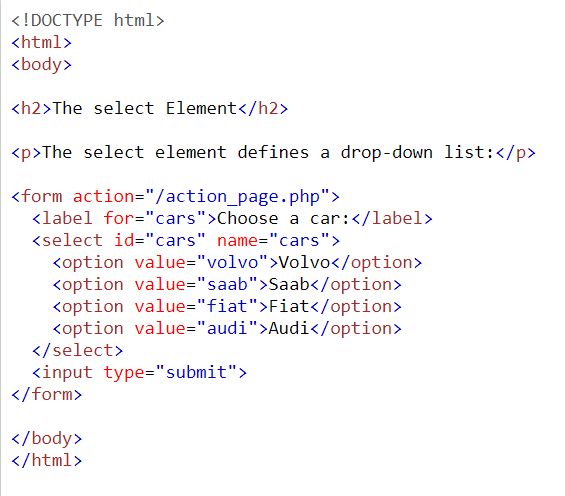 <!DOCTYPE html>
<html>
<body>
<h2>The select Element</h2>
<p>The select element defines a drop-down list:</p>
<form action="/action_page.php">
<label for="cars">Choose a car:</label>
<select id="cars" name="cars">
<option value="volvo">Volvo</option>
<option value="saab">Saab</option>
<option value="fiat">Fiat</option>
<option value="audi">Audi</option>
</select>
<input type="submit">
</form>
</body>
</html>